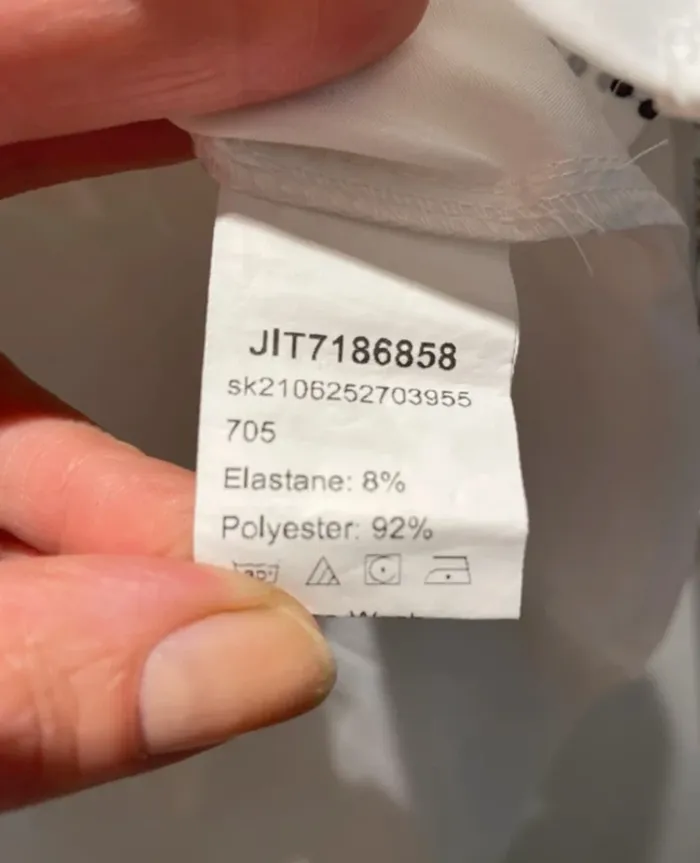 JIT7186858
sk2106252703955
705
Elastane: 8%
Polyester: 92%